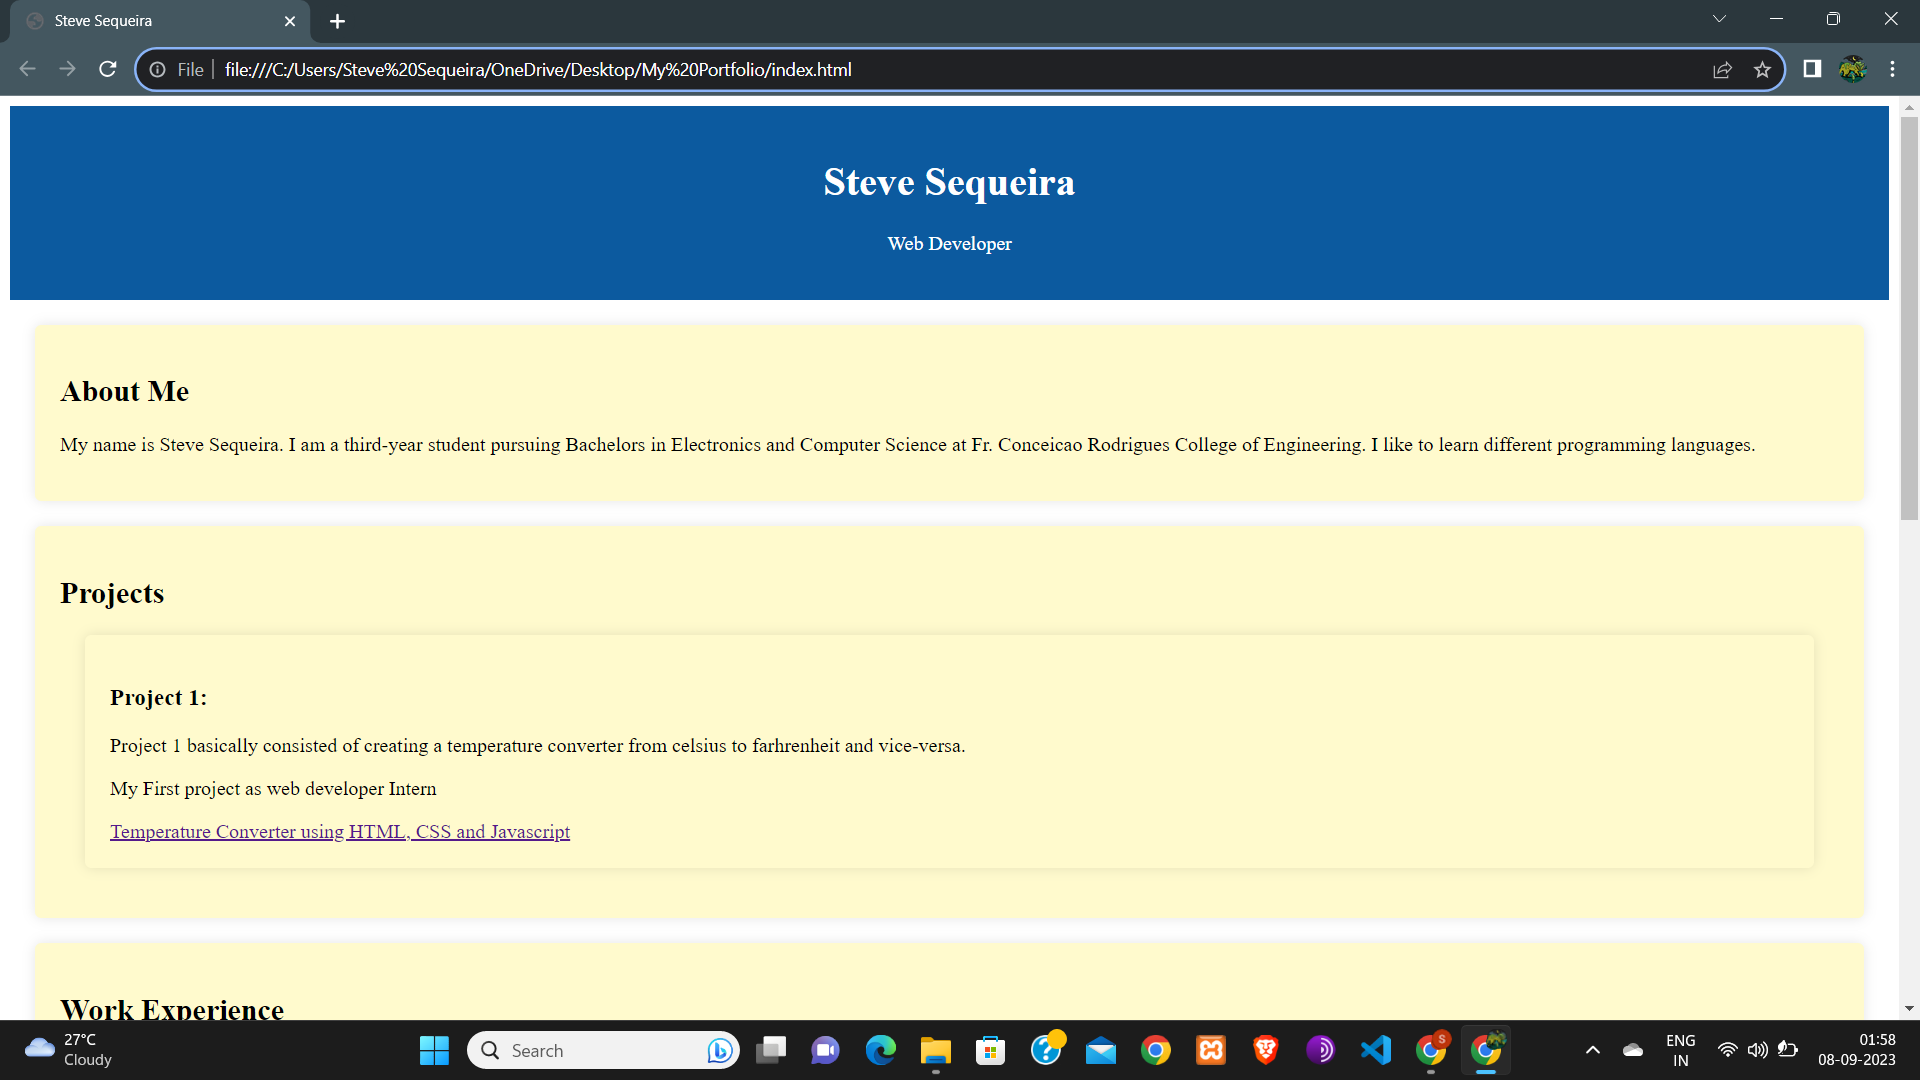 Steve Sequeira
File
file:///C:/Users/Steve%20Sequeira/OneDrive/Desktop/My%20Portfolio/index.html
Steve Sequeira
Web Developer
About Me
My name is Steve Sequeira. I am a third-year student pursuing Bachelors in Electronics and Computer Science at Fr. Conceicao Rodrigues College of Engineering. I like to learn different programming languages.
Projects
Project 1:
Project 1 basically consisted of creating a temperature converter from celsius to farhrenheit and vice-versa.
My First project as web developer Intern
Temperature Converter using HTML, CSS and Javascript
Work Experience
27°C
Cloudy
Search
S
ENG
IN
01:58
08-09-2023